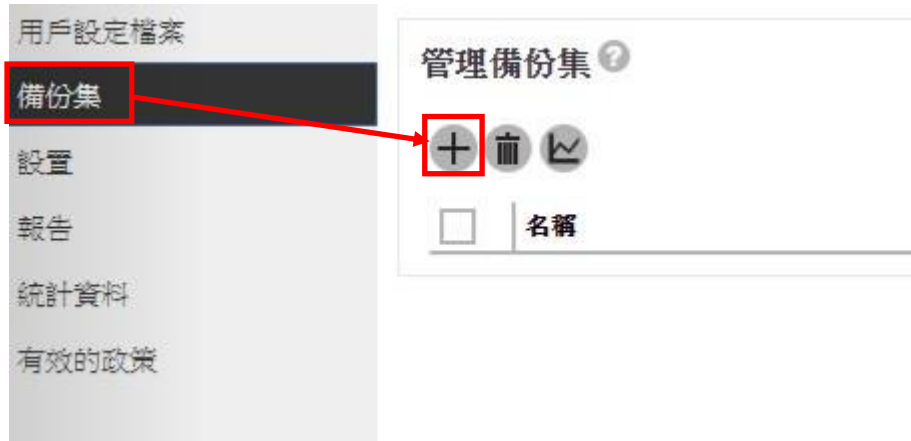 用戶設定檔案
備份集
設置
報告
統計資料
有效的政策
管理備份集
名稱